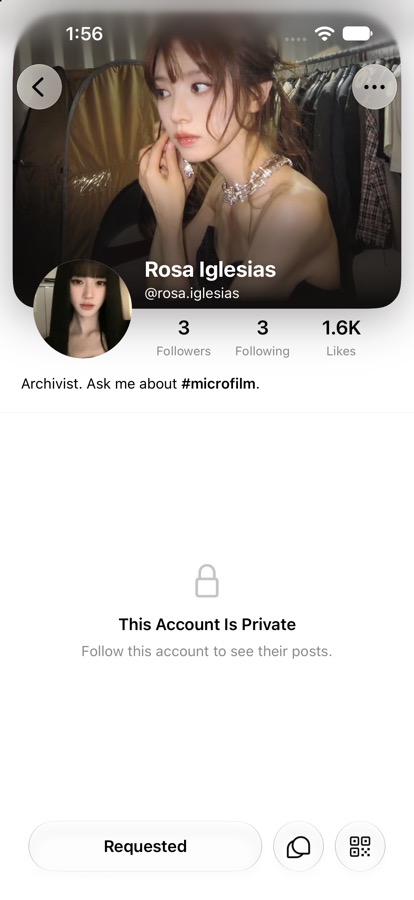 1:56
Rosa Iglesias
@rosa.iglesias
3 3 1.6K
Followers Following Likes
Archivist. Ask me about #microfilm.
This Account Is Private
Follow this account to see their posts.
Requested